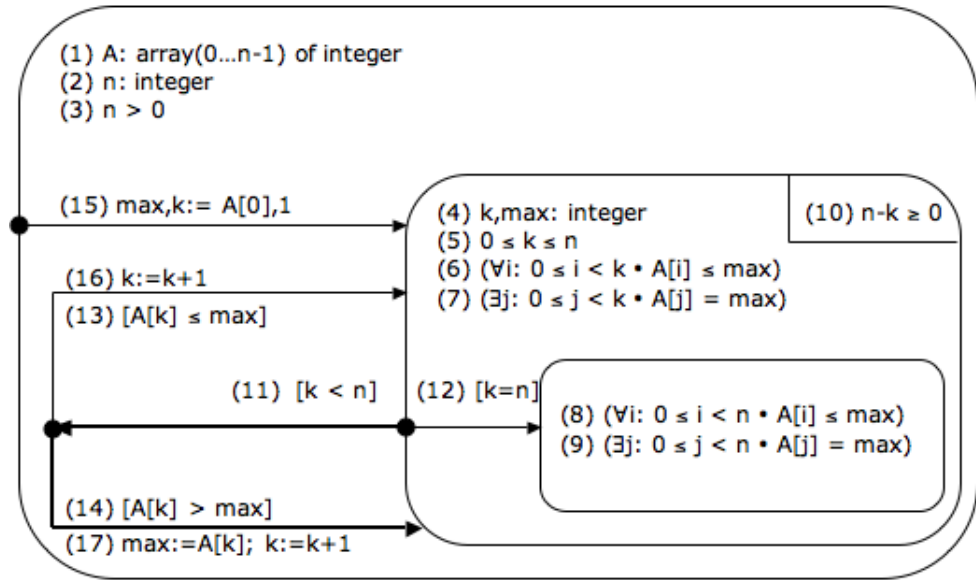 (1) A: array(0...n-1) of integer
(2) n: integer
(3) n > 0
(15) max,k:= A[0],1
(4) k,max: integer
(10) n-k ≥ 0
(5) 0 ≤ k ≤ n
(6) (∀i: 0 ≤ i < k • A[i] ≤ max)
(7) (∃j: 0 ≤ j < k • A[j] = max)
(16) k:=k+1
(13) [A[k] ≤ max]
(11) [k < n]
(12) [k=n]
(8) (∀i: 0 ≤ i < n • A[i] ≤ max)
(9) (∃j: 0 ≤ j < n • A[j] = max)
(14) [A[k] > max]
(17) max:=A[k]; k:=k+1